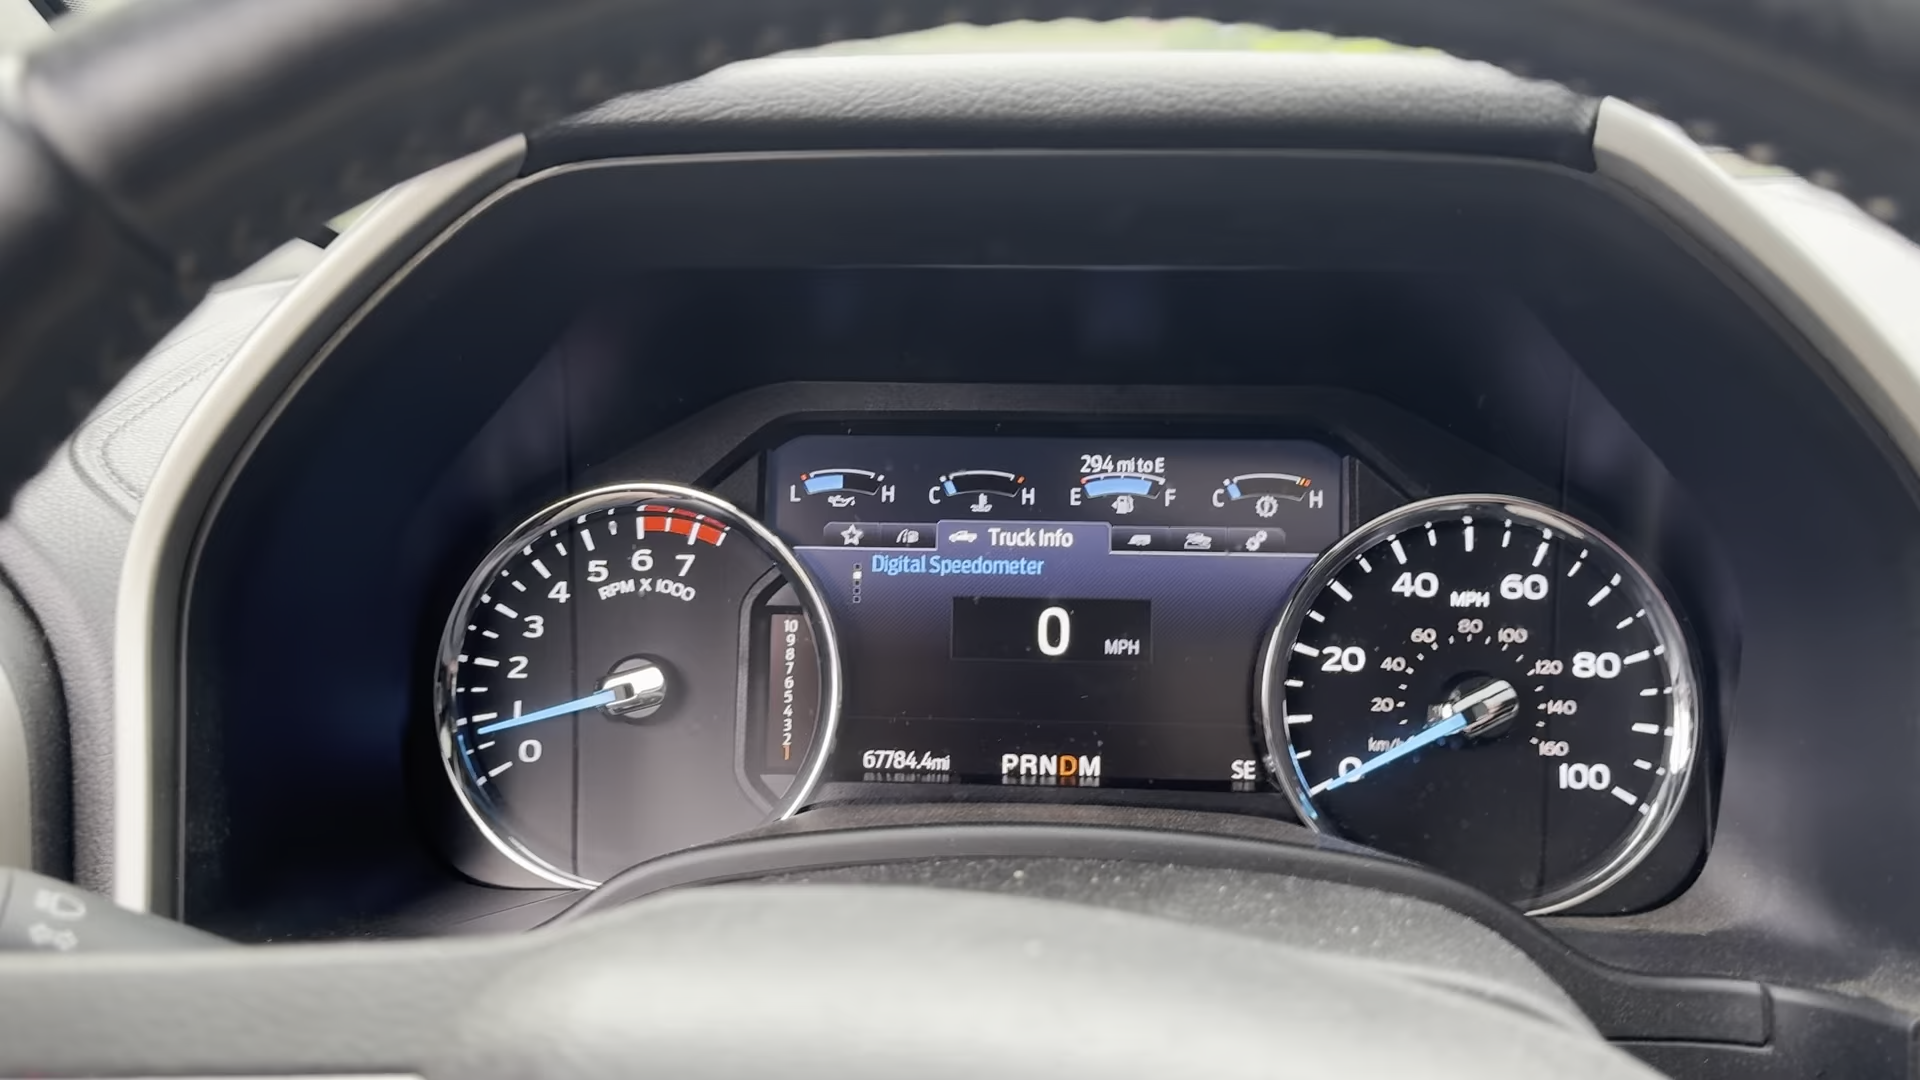 294 mi to E
L H C H E F C H
Truck Info
Digital Speedometer
0 MPH
67784.4mi PRNDM SE
0 1 2 3 4 5 6 7
RPM X 1000
10
9
8
7
6
5
4
3
2
1
0 20 40 60 80 100
MPH
20 40 60 80 100 120 140 160
km/h